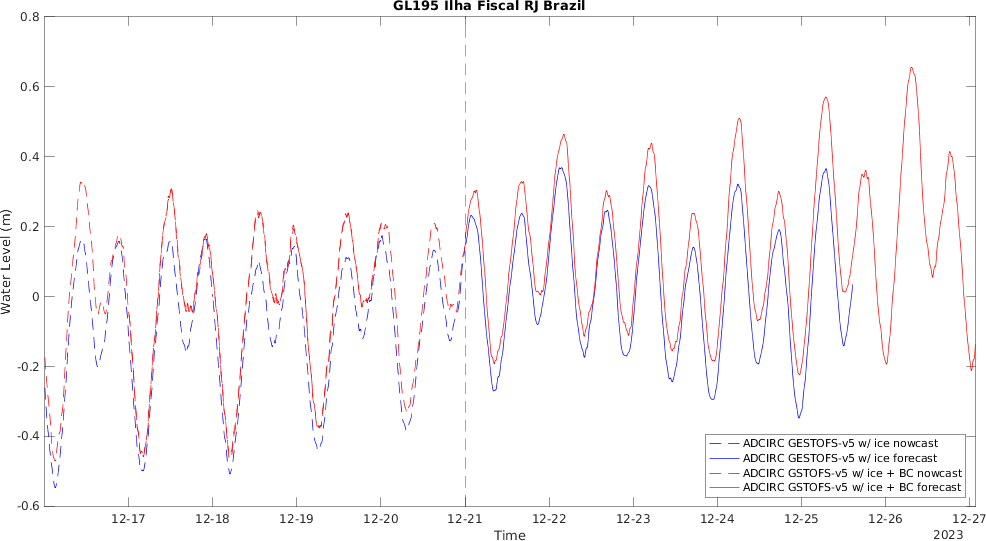 GL195 Ilha Fiscal RJ Brazil
0.8
0.6
0.4
0.2
0
-0.2
-0.4
-0.6
Water Level (m)
ADCIRC GESTOFS-v5 w/ ice nowcast
ADCIRC GESTOFS-v5 w/ ice forecast
ADCIRC GSTOFS-v5 w/ ice + BC nowcast
ADCIRC GSTOFS-v5 w/ ice + BC forecast
12-17 12-18 12-19 12-20 12-21 12-22 12-23 12-24 12-25 12-26 12-27
Time
2023